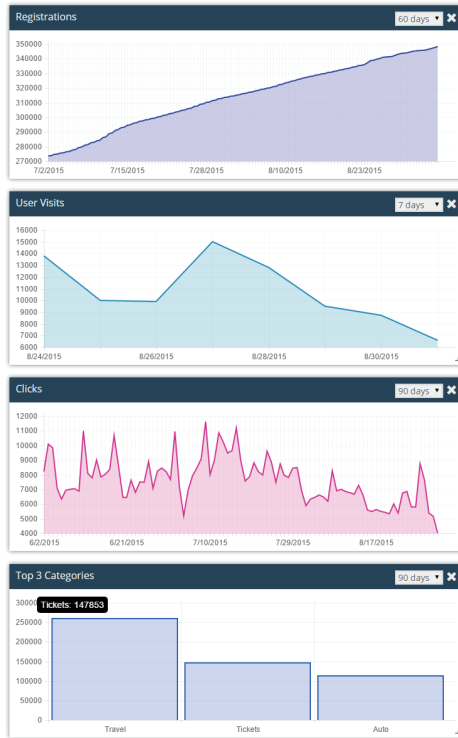 Registrations
60 days
350000
340000
330000
320000
310000
300000
290000
280000
270000
7/2/2015 7/15/2015 7/28/2015 8/10/2015 8/23/2015
User Visits
7 days
16000
15000
14000
13000
12000
11000
10000
9000
8000
7000
6000
8/24/2015 8/26/2015 8/28/2015 8/30/2015
Clicks
90 days
12000
11000
10000
9000
8000
7000
6000
5000
4000
6/2/2015 6/21/2015 7/10/2015 7/29/2015 8/17/2015
Top 3 Categories
90 days
300000
Tickets: 147853
250000
200000
150000
100000
50000
0
Travel Tickets Auto